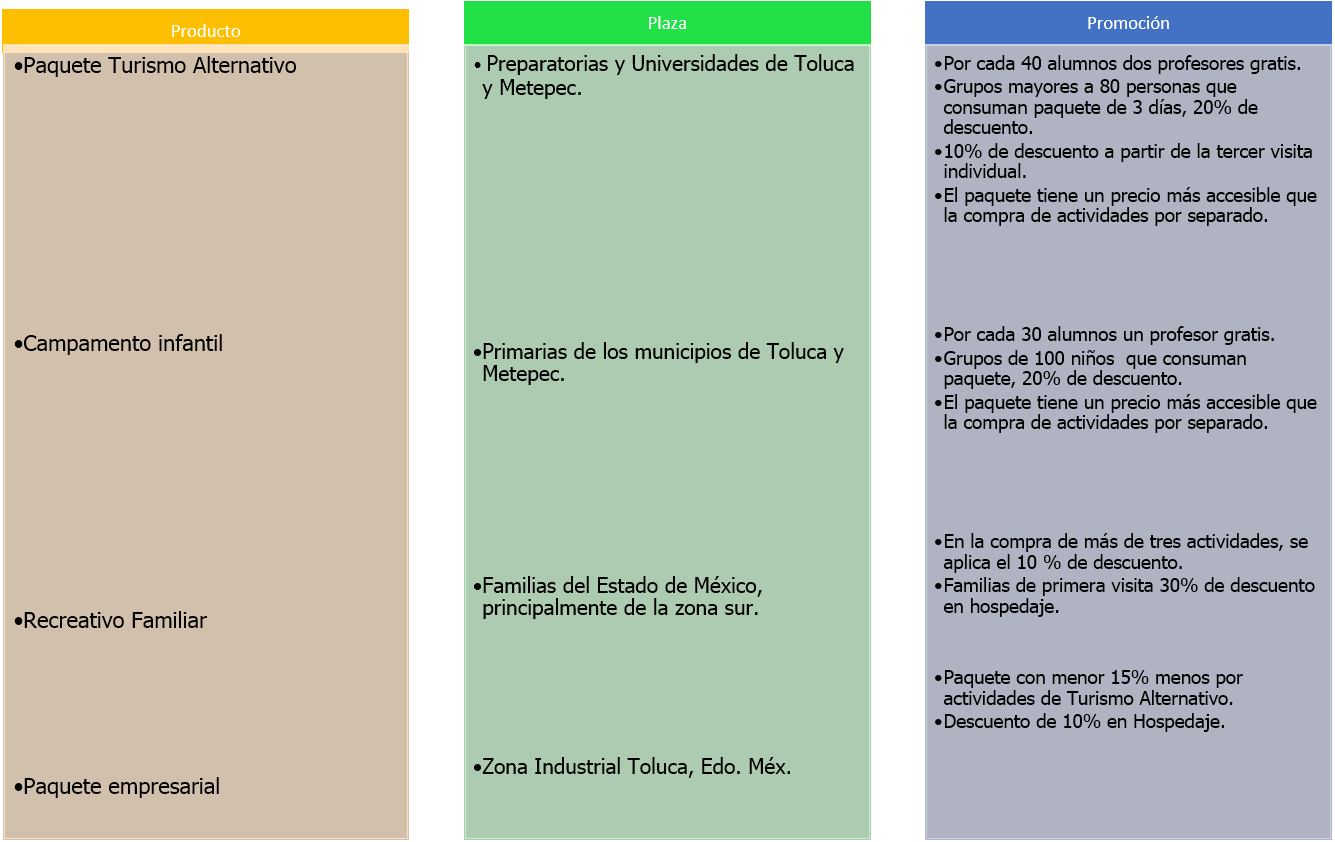 Producto
•Paquete Turismo Alternativo
•Campamento infantil
•Recreativo Familiar
•Paquete empresarial
Plaza
• Preparatorias y Universidades de Toluca
y Metepec.
•Primarias de los municipios de Toluca y
Metepec.
•Familias del Estado de México,
principalmente de la zona sur.
•Zona Industrial Toluca, Edo. Méx.
Promoción
•Por cada 40 alumnos dos profesores gratis.
•Grupos mayores a 80 personas que
consuman paquete de 3 días, 20% de
descuento.
•10% de descuento a partir de la tercer visita
individual.
•El paquete tiene un precio más accesible que
la compra de actividades por separado.
•Por cada 30 alumnos un profesor gratis.
•Grupos de 100 niños  que consuman
paquete, 20% de descuento.
•El paquete tiene un precio más accesible que
la compra de actividades por separado.
•En la compra de más de tres actividades, se
aplica el 10 % de descuento.
•Familias de primera visita 30% de descuento
en hospedaje.
•Paquete con menor 15% menos por
actividades de Turismo Alternativo.
•Descuento de 10% en Hospedaje.